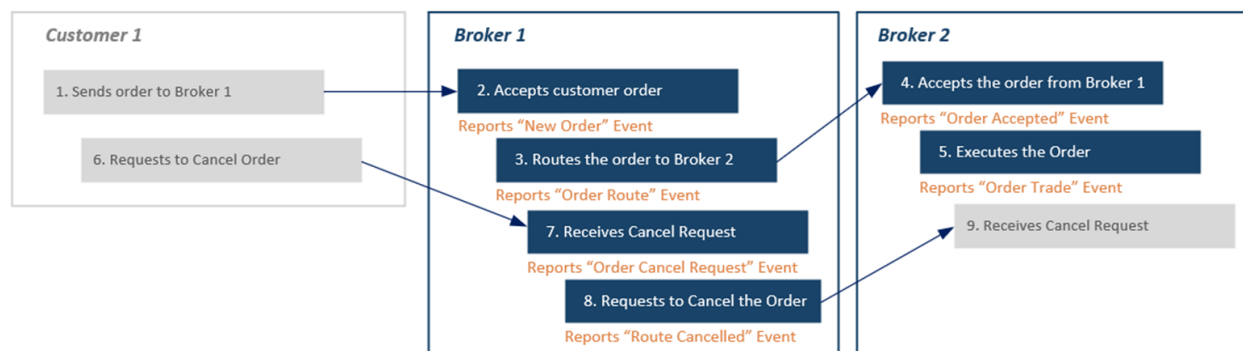 Customer 1
1. Sends order to Broker 1
6. Requests to Cancel Order
Broker 1
2. Accepts customer order
Reports “New Order” Event
3. Routes the order to Broker 2
Reports “Order Route” Event
7. Receives Cancel Request
Reports “Order Cancel Request” Event
8. Requests to Cancel the Order
Reports “Route Cancelled” Event
Broker 2
4. Accepts the order from Broker 1
Reports “Order Accepted” Event
5. Executes the Order
Reports “Order Trade” Event
9. Receives Cancel Request